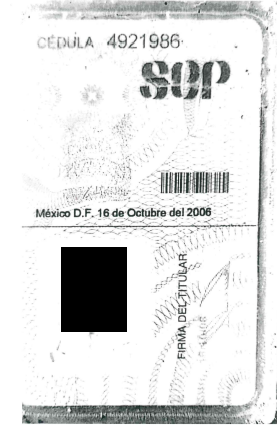 CÉDULA 4921986
SEP
México D.F. 16 de Octubre del 2006
FIRMA DEL TITULAR